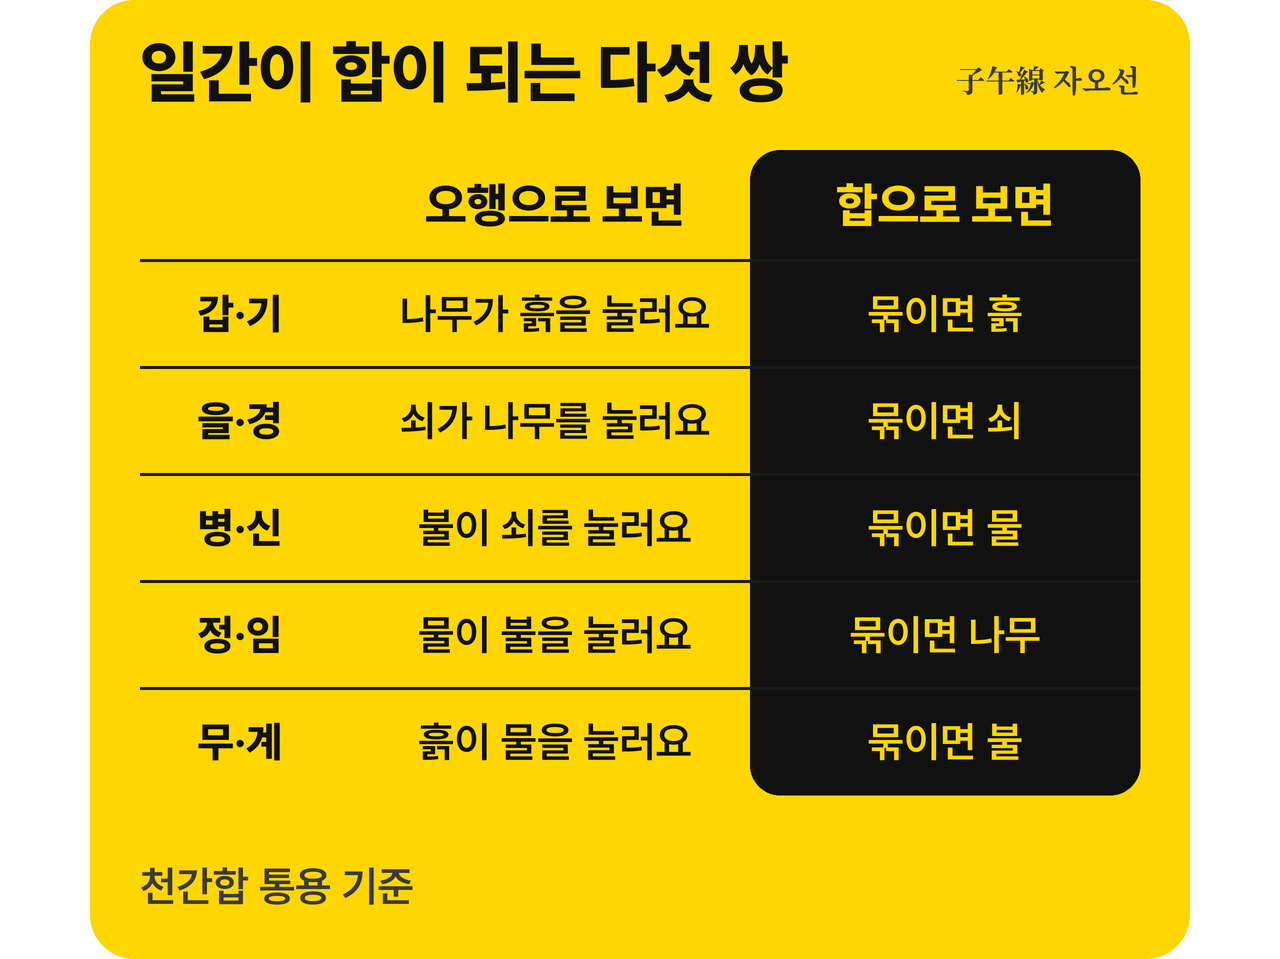 일간이 합이 되는 다섯 쌍
子午線 자오선
오행으로 보면 합으로 보면
갑·기 나무가 흙을 눌러요 묶이면 흙
을·경 쇠가 나무를 눌러요 묶이면 쇠
병·신 불이 쇠를 눌러요 묶이면 물
정·임 물이 불을 눌러요 묶이면 나무
무·계 흙이 물을 눌러요 묶이면 불
천간합 통용 기준